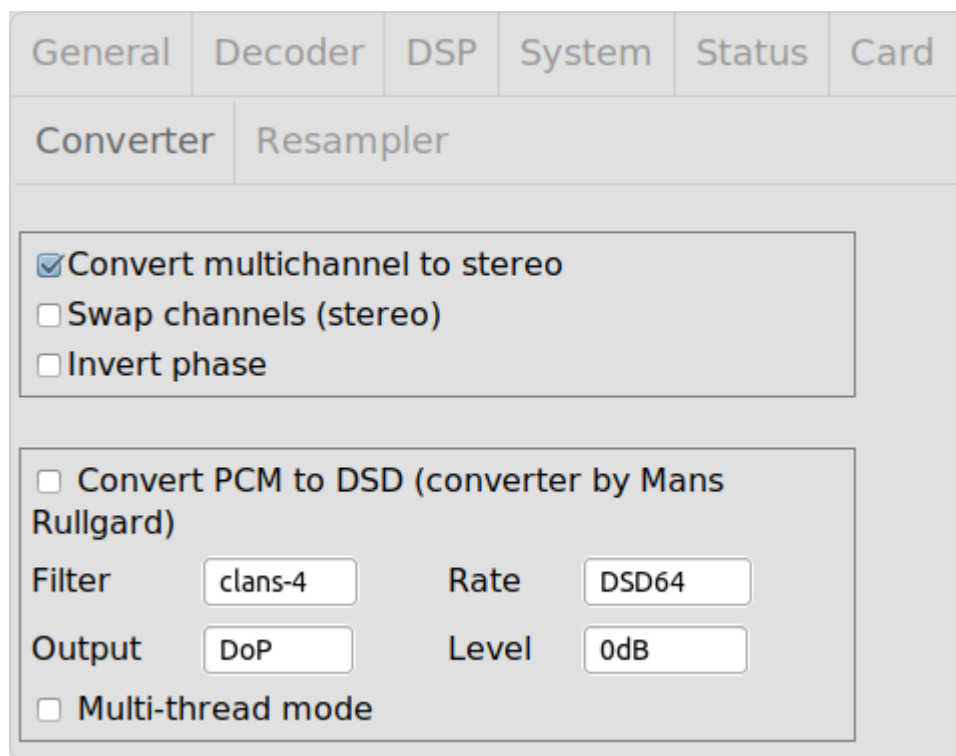 General Decoder DSP System Status Card
Converter Resampler
Convert multichannel to stereo
Swap channels (stereo)
Invert phase
Convert PCM to DSD (converter by Mans
Rullgard)
Filter clans-4 Rate DSD64
Output DoP Level 0dB
Multi-thread mode